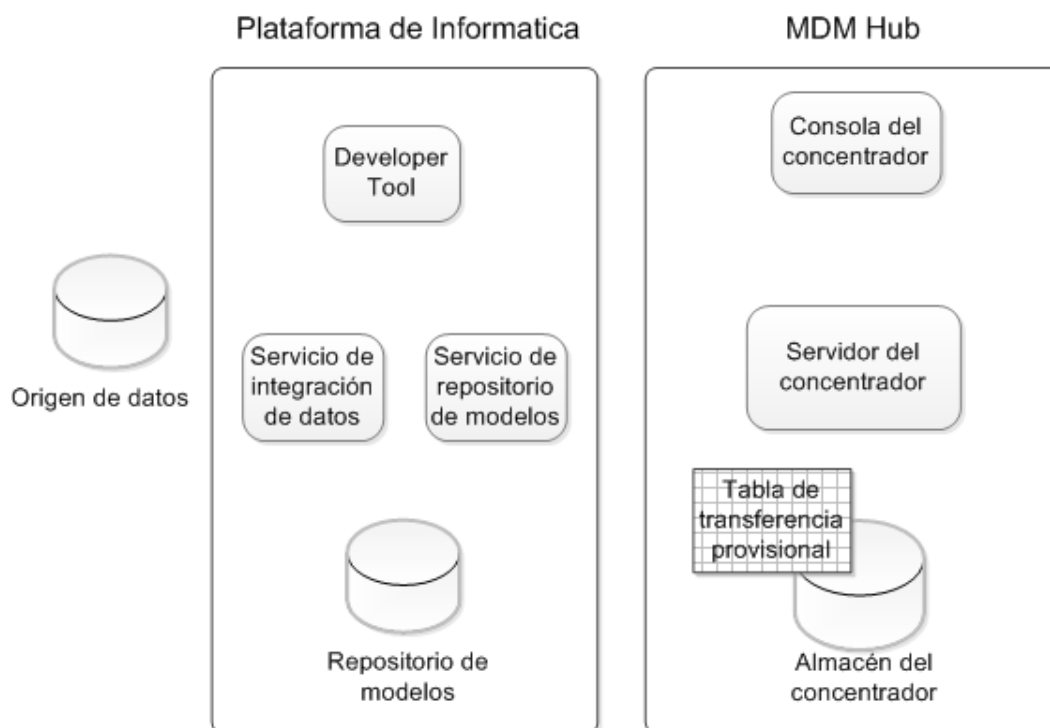 Plataforma de Informatica
MDM Hub
Developer
Tool
Consola del
concentrador
Origen de datos
Servicio de
integración
de datos
Servicio de
repositorio
de modelos
Servidor del
concentrador
Tabla de
transferencia
provisional
Repositorio de
modelos
Almacén del
concentrador